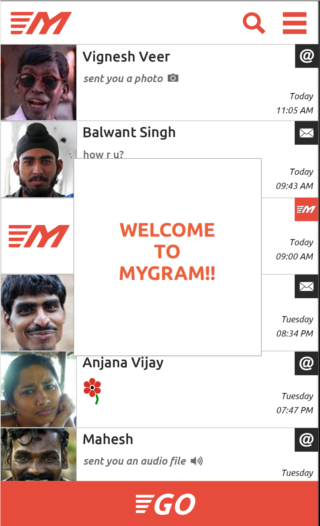 M
Vignesh Veer
@
sent you a photo
Today
11:05 AM
Balwant Singh
how r u?
Today
09:43 AM
M
M
WELCOME
TO
MYGRAM!!
Today
09:00 AM
Tuesday
08:34 PM
Anjana Vijay
@
Tuesday
07:47 PM
Mahesh
@
sent you an audio file
Tuesday
GO